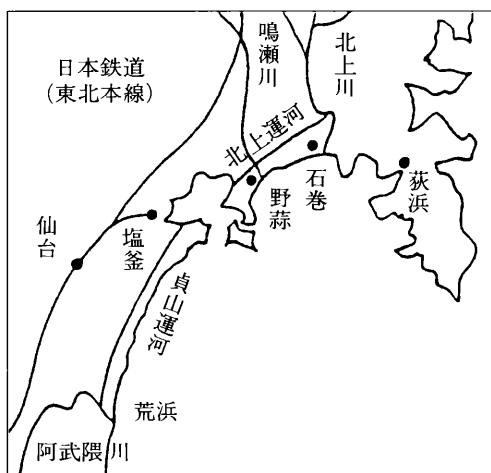 日本鉄道
(東北本線)
鳴瀬川
北上川
北上運河
石巻
荻浜
野蒜
塩釜
仙台
貞山運河
荒浜
阿武隈川